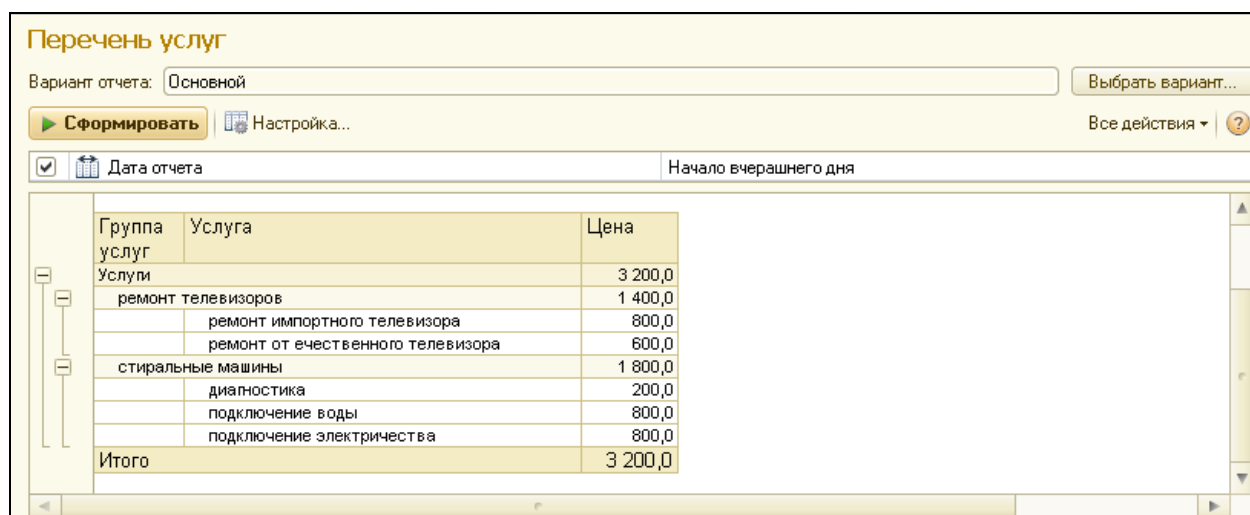 Перечень услуг
Вариант отчета: Основной Выбрать вариант...
Сформировать Настройка... Все действия ?
Дата отчета Начало вчерашнего дня
Группа услуг Услуга Цена
Услуги 3 200,0
ремонт телевизоров 1 400,0
ремонт импортного телевизора 800,0
ремонт от ечественного телевизора 600,0
стиральные машины 1 800,0
диагностика 200,0
подключение воды 800,0
подключение электричества 800,0
Итого 3 200,0